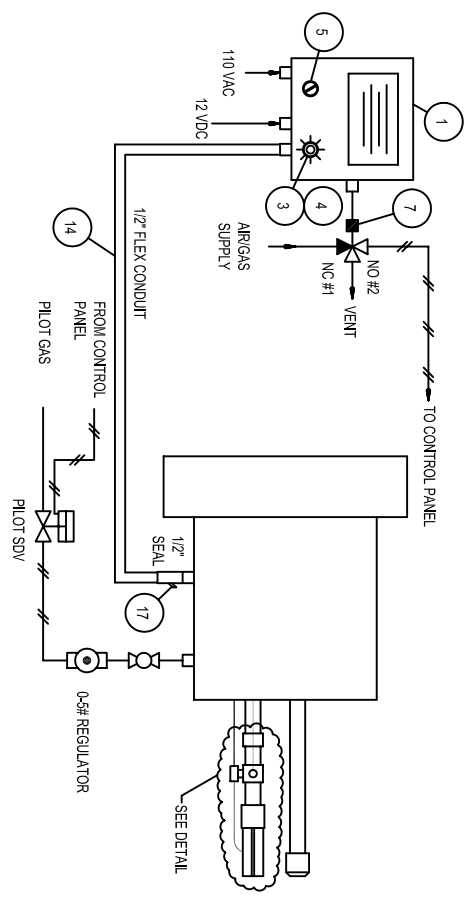 5
1
110 VAC
12 VDC
3
4
7
AIR/GAS
SUPPLY
NC #1
NO #2
VENT
TO CONTROL PANEL
14
1/2" FLEX CONDUIT
FROM CONTROL
PANEL
PILOT GAS
PILOT SDV
1/2"
SEAL
17
0-5# REGULATOR
SEE DETAIL